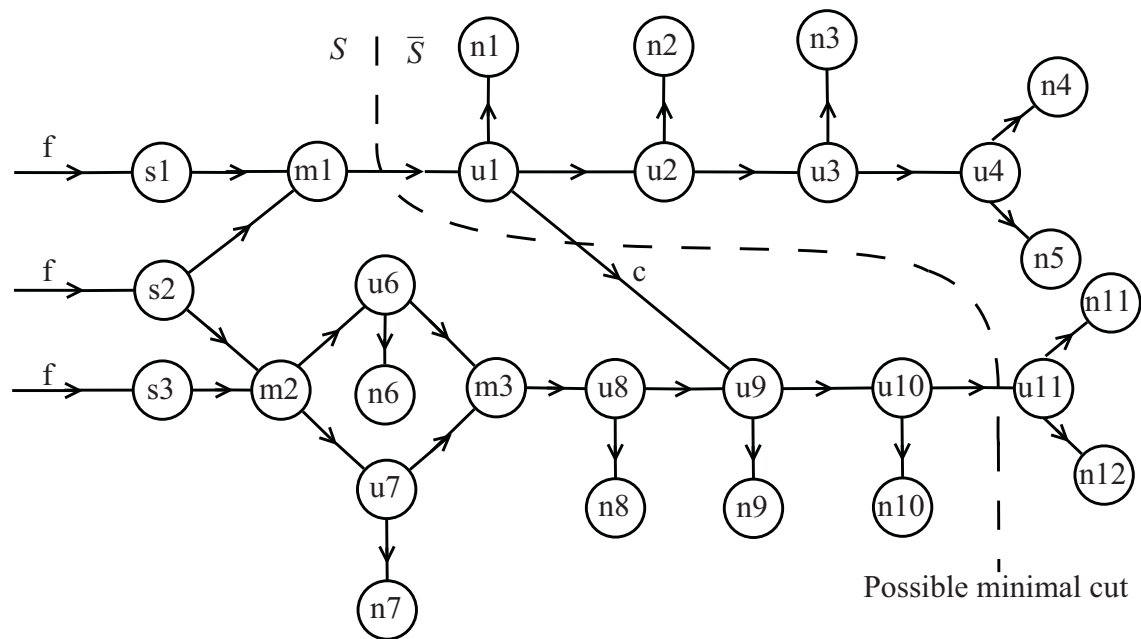 S S̅
n1
n2
n3
n4
f
s1
m1
u1
u2
u3
u4
n5
f
s2
u6
c
n11
f
s3
m2
n6
m3
u8
u9
u10
u11
u7
n8
n9
n10
n12
n7
Possible minimal cut